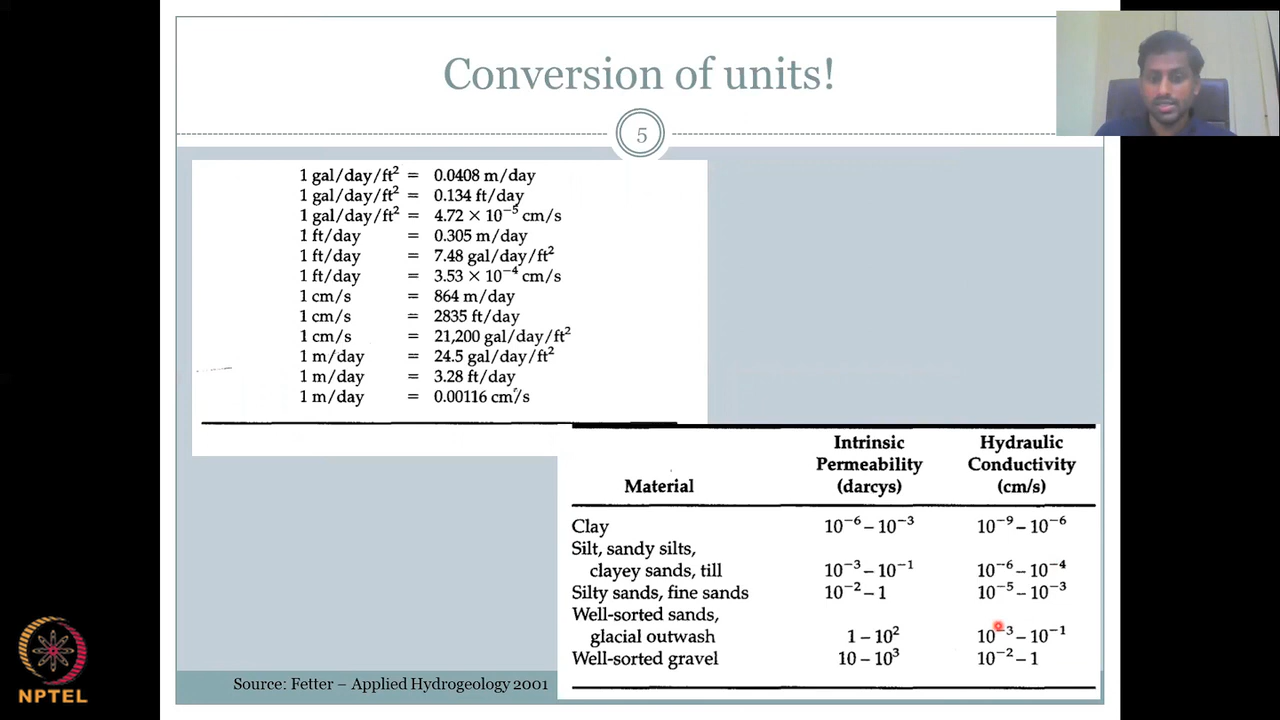 Conversion of units!
5
1 gal/day/ft² = 0.0408 m/day
1 gal/day/ft² = 0.134 ft/day
1 gal/day/ft² = 4.72 × 10⁻⁵ cm/s
1 ft/day = 0.305 m/day
1 ft/day = 7.48 gal/day/ft²
1 ft/day = 3.53 × 10⁻⁴ cm/s
1 cm/s = 864 m/day
1 cm/s = 2835 ft/day
1 cm/s = 21,200 gal/day/ft²
1 m/day = 24.5 gal/day/ft²
1 m/day = 3.28 ft/day
1 m/day = 0.00116 cm/s
Intrinsic Hydraulic
Permeability Conductivity
Material (darcys) (cm/s)
Clay 10⁻⁶ – 10⁻³ 10⁻⁹ – 10⁻⁶
Silt, sandy silts,
clayey sands, till 10⁻³ – 10⁻¹ 10⁻⁶ – 10⁻⁴
Silty sands, fine sands 10⁻² – 1 10⁻⁵ – 10⁻³
Well-sorted sands,
glacial outwash 1 – 10² 10⁻³ – 10⁻¹
Well-sorted gravel 10 – 10³ 10⁻² – 1
Source: Fetter – Applied Hydrogeology 2001
NPTEL